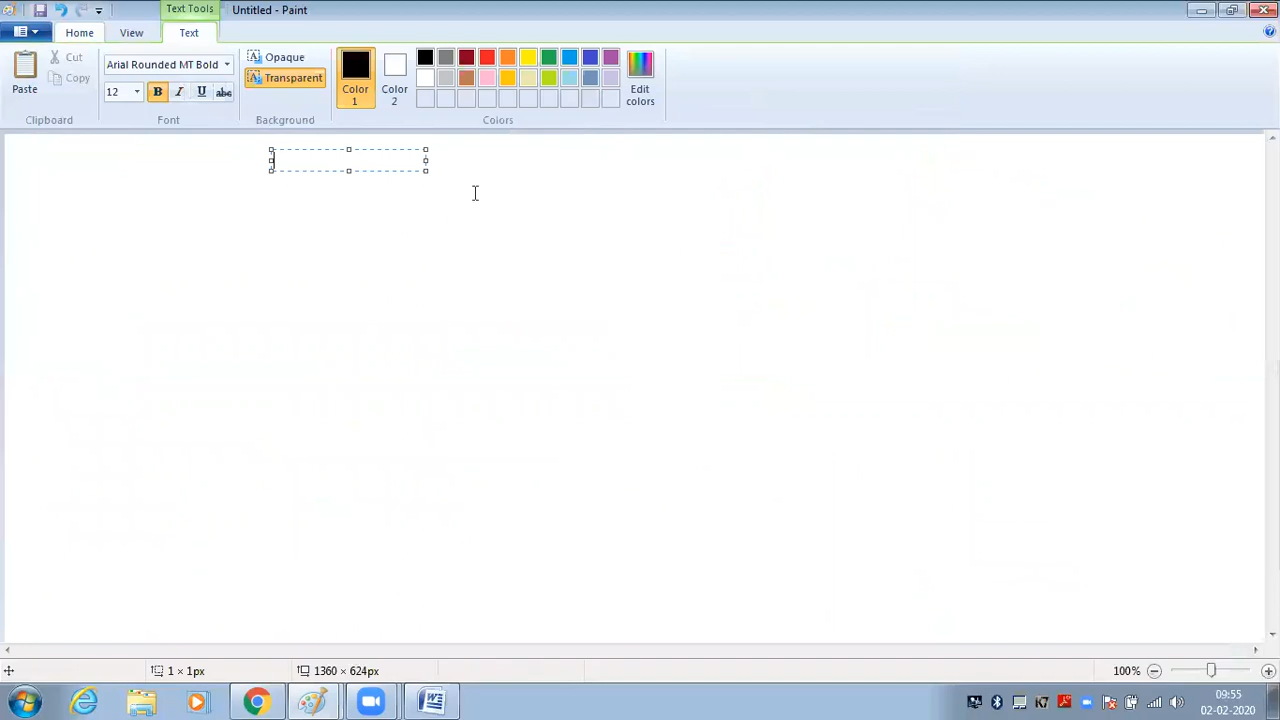 Text Tools
Untitled - Paint
Home
View
Text
Paste
Cut
Copy
Clipboard
Arial Rounded MT Bold
12
B
I
U
abc
Font
Opaque
Transparent
Background
Color 1
Color 2
Edit colors
Colors
1 × 1px
1360 × 624px
100%
09:55
02-02-2020